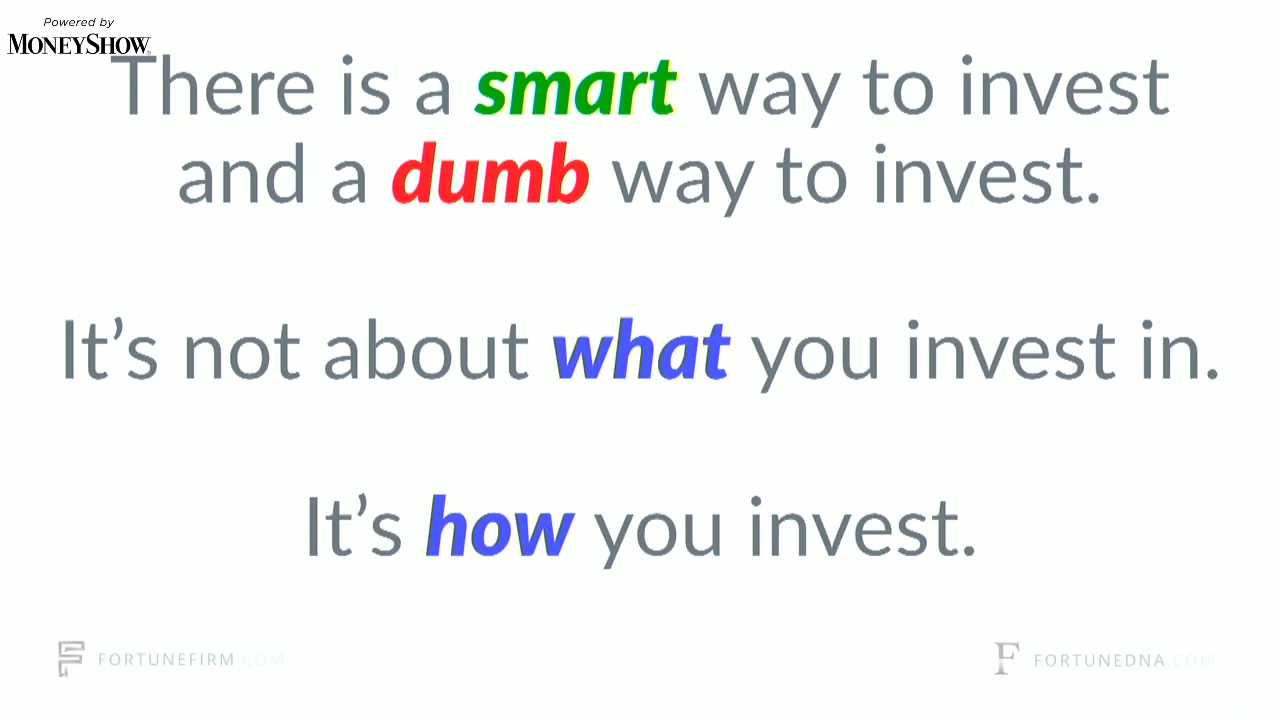 Powered by
MONEYSHOW
There is a smart way to invest
and a dumb way to invest.
It’s not about what you invest in.
It’s how you invest.
FORTUNEFIRM.COM
FORTUNEDNA.COM